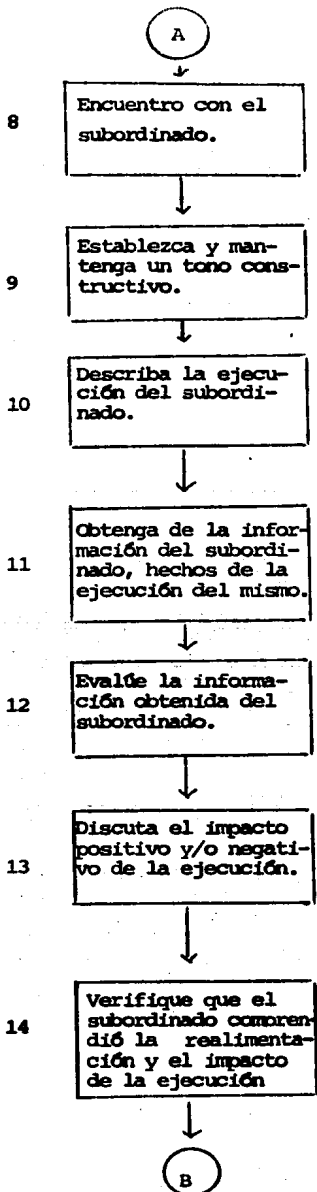 A
8
Encuentro con el
subordinado.
9
Establezca y man-
tenga un tono cons-
tructivo.
10
Describa la ejecu-
ción del subordi-
nado.
11
Obtenga de la infor-
mación del subordi-
nado, hechos de la
ejecución del mismo.
12
Evalúe la informa-
ción obtenida del
subordinado.
13
Discuta el impacto
positivo y/o negati-
vo de la ejecución.
14
Verifique que el
subordinado comoren
dió la realimenta-
ción y el impacto
de la ejecución
B